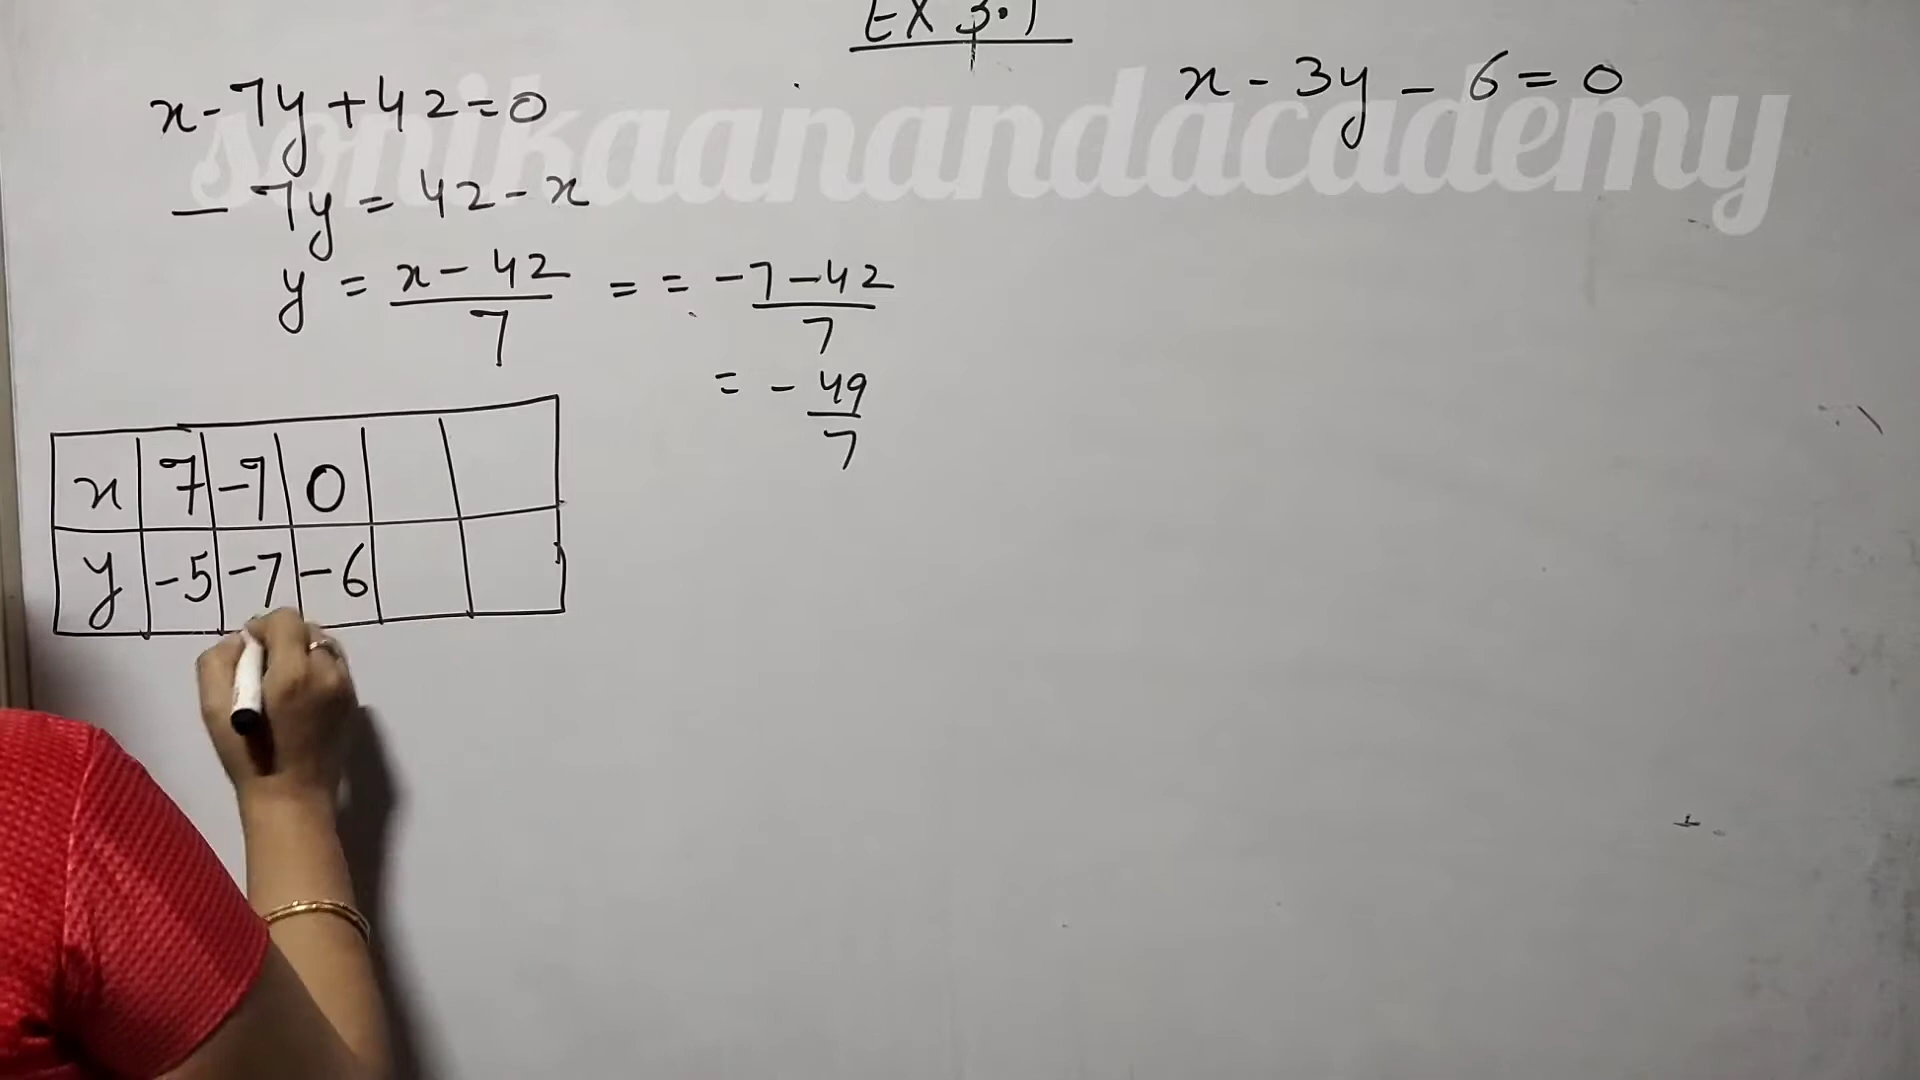 EX 3.1
x - 7y + 42 = 0
x - 3y - 6 = 0
sonikaanandacademy
- 7y = 42 - x
y = x - 42 / 7 = = -7 - 42 / 7
= - 49 / 7
x 7 -7 0
y -5 -7 -6